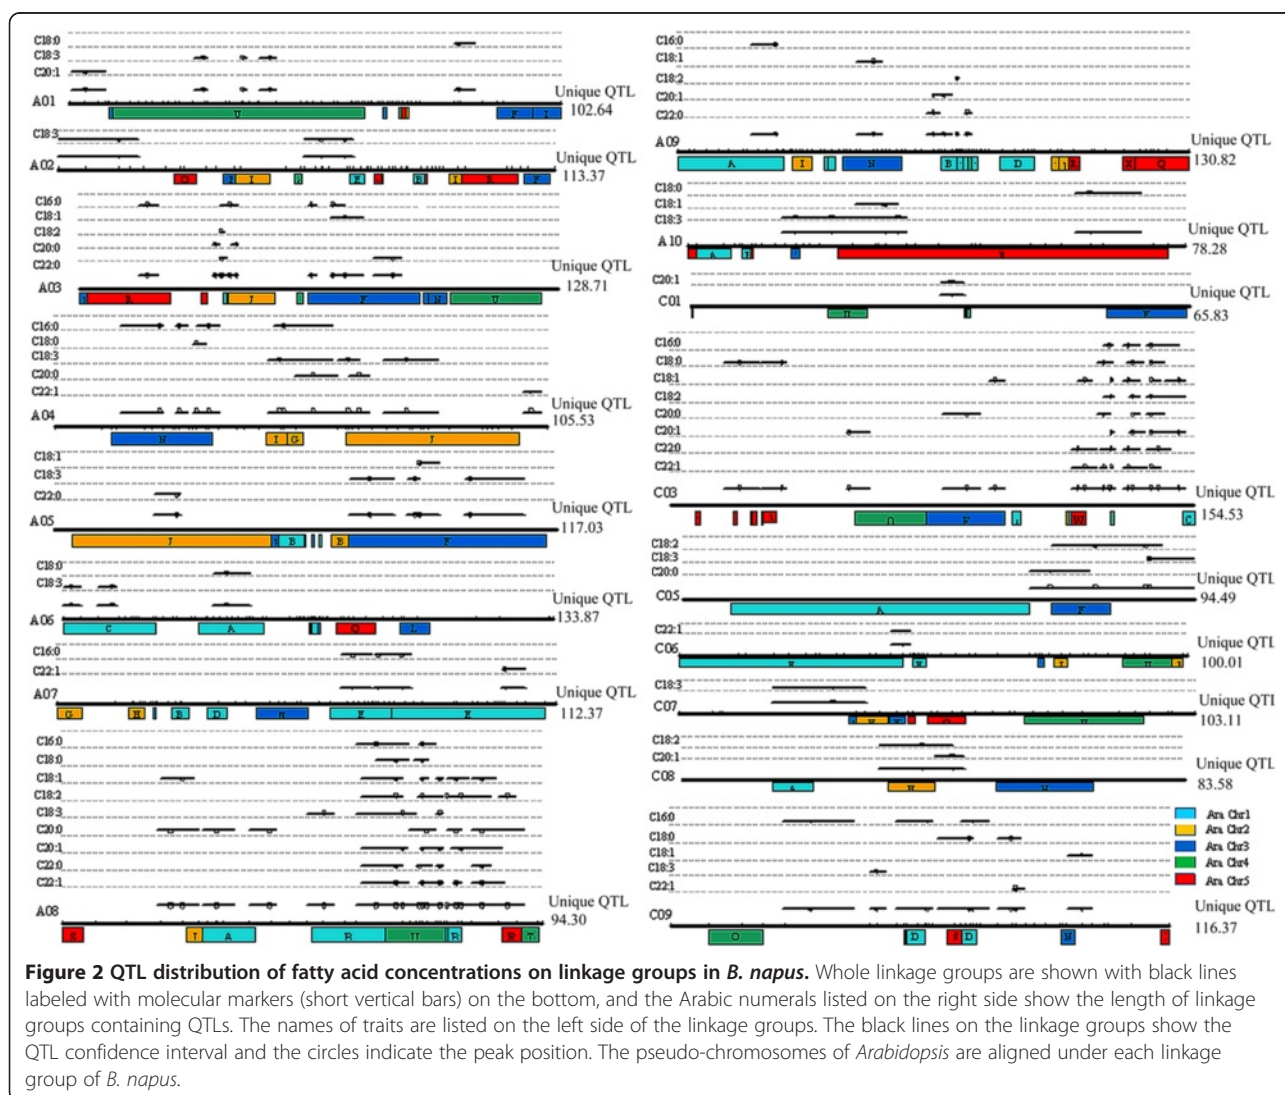 C18:0
C18:3
C20:1
Unique QTL
A01
102.64
U
F
I
C18:3
Unique QTL
A02
113.37
I
E
B
I
R
F
C16:0
C18:1
C18:2
C20:0
C22:0
Unique QTL
A03
128.71
R
J
F
N
U
C16:0
C18:0
C18:3
C20:0
C22:1
Unique QTL
A04
105.53
N
I
G
J
C18:1
C18:3
C22:0
Unique QTL
A05
117.03
J
B
B
F
C18:0
C18:3
Unique QTL
A06
133.87
C
A
Q
L
C16:0
C22:1
Unique QTL
A07
112.37
G
H
B
D
N
E
E
C16:0
C18:0
C18:1
C18:2
C18:3
C20:0
C20:1
C22:0
C22:1
Unique QTL
A08
94.30
S
I
A
R
U
R
R
T
C16:0
C18:1
C18:2
C20:1
C22:0
Unique QTL
A09
130.82
A
I
N
B
D
R
X
Q
C18:0
C18:1
C18:3
Unique QTL
A10
78.28
A
R
C20:1
Unique QTL
C01
65.83
U
F
C16:0
C18:0
C18:1
C18:2
C20:0
C20:1
C22:0
C22:1
Unique QTL
C03
154.53
O
F
W
C
C18:2
C18:3
C20:0
Unique QTL
C05
94.49
A
F
C22:1
Unique QTL
C06
100.01
I
U
C18:3
Unique QTI
C07
103.11
C18:2
C20:1
Unique QTL
C08
83.58
A
H
N
C16:0
C18:0
C18:1
C18:3
C22:1
Unique QTL
C09
116.37
O
D
D
N
Ara Chr1
Ara Chr2
Ara Chr3
Ara Chr4
Ara Chr5
Figure 2 QTL distribution of fatty acid concentrations on linkage groups in B. napus. Whole linkage groups are shown with black lines
labeled with molecular markers (short vertical bars) on the bottom, and the Arabic numerals listed on the right side show the length of linkage
groups containing QTLs. The names of traits are listed on the left side of the linkage groups. The black lines on the linkage groups show the
QTL confidence interval and the circles indicate the peak position. The pseudo-chromosomes of Arabidopsis are aligned under each linkage
group of B. napus.